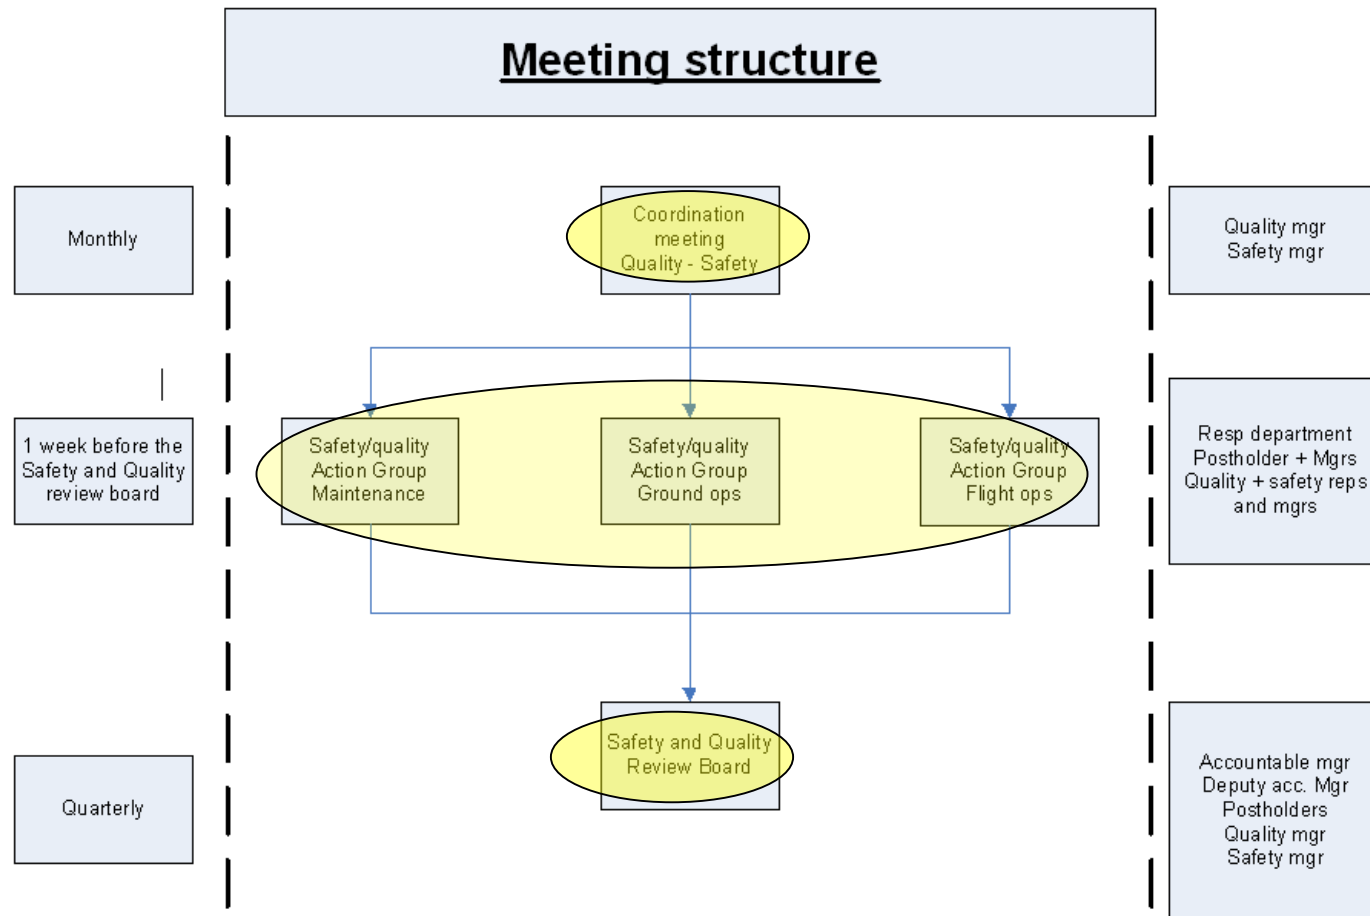 Meeting structure
Monthly
Coordination
meeting
Quality - Safety
Quality mgr
Safety mgr
1 week before the
Safety and Quality
review board
Safety/quality
Action Group
Maintenance
Safety/quality
Action Group
Ground ops
Safety/quality
Action Group
Flight ops
Resp department
Postholder + Mgrs
Quality + safety reps
and mgrs
Quarterly
Safety and Quality
Review Board
Accountable mgr
Deputy acc. Mgr
Postholders
Quality mgr
Safety mgr